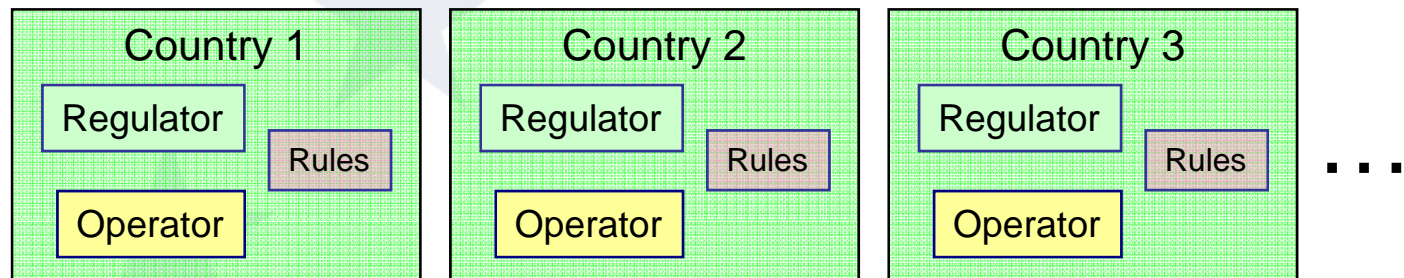 Country 1
Regulator
Rules
Operator
Country 2
Regulator
Rules
Operator
Country 3
Regulator
Rules
Operator
...